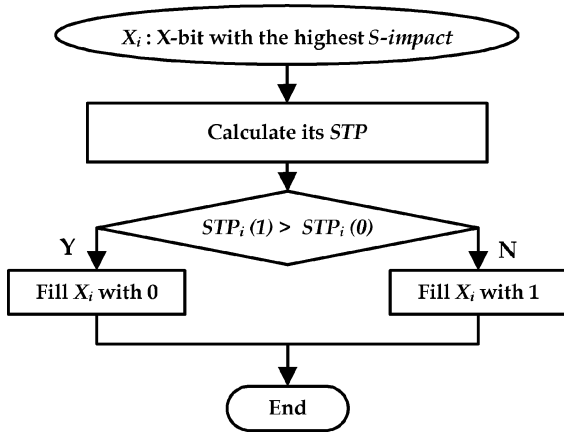 Xi : X-bit with the highest S-impact
Calculate its STP
STPi (1) > STPi (0)
Y
N
Fill Xi with 0
Fill Xi with 1
End